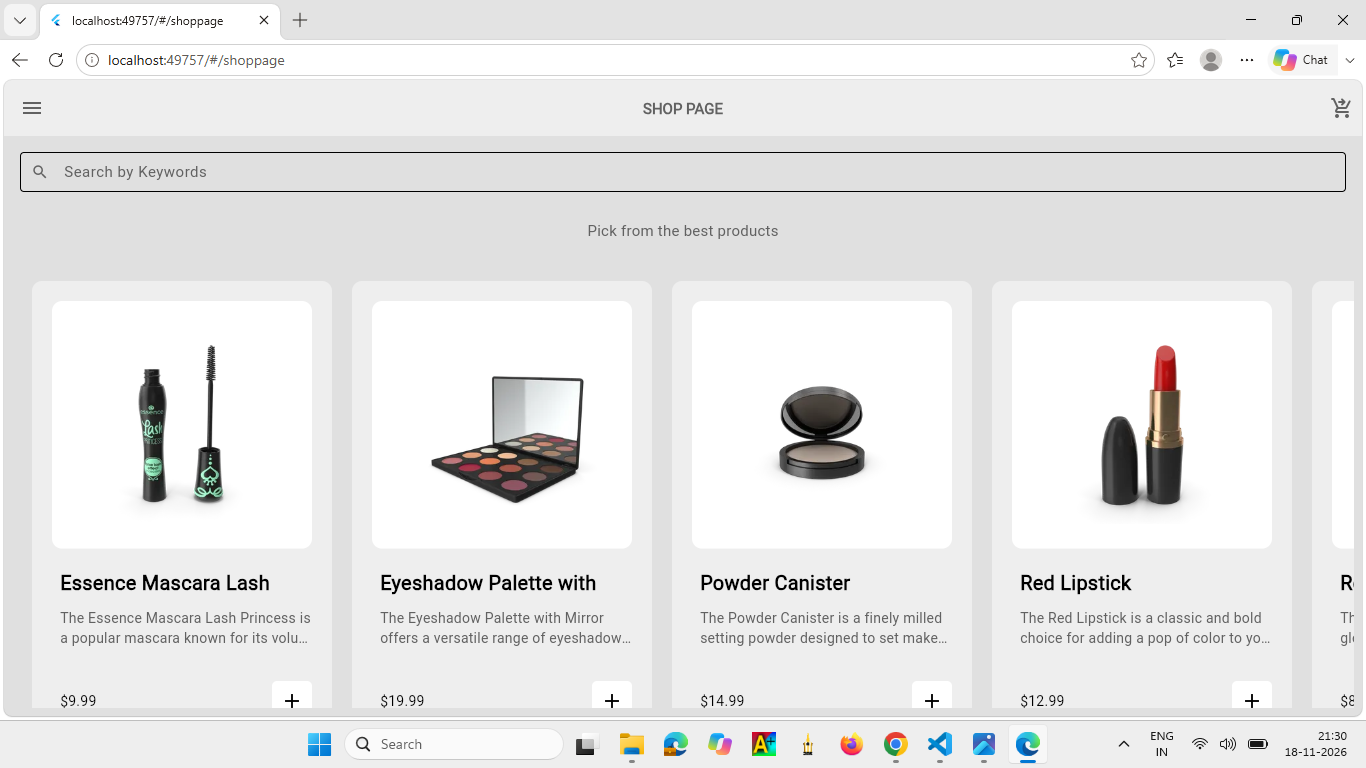 localhost:49757/#/shoppage
localhost:49757/#/shoppage
Chat
SHOP PAGE
Search by Keywords
Pick from the best products
essence
Lash
PRINCESS
Essence Mascara Lash
The Essence Mascara Lash Princess is
a popular mascara known for its volu…
$9.99
Eyeshadow Palette with
The Eyeshadow Palette with Mirror
offers a versatile range of eyeshadow…
$19.99
Powder Canister
The Powder Canister is a finely milled
setting powder designed to set make…
$14.99
Red Lipstick
The Red Lipstick is a classic and bold
choice for adding a pop of color to yo…
$12.99
$8
Search
ENG
IN
21:30
18-11-2026